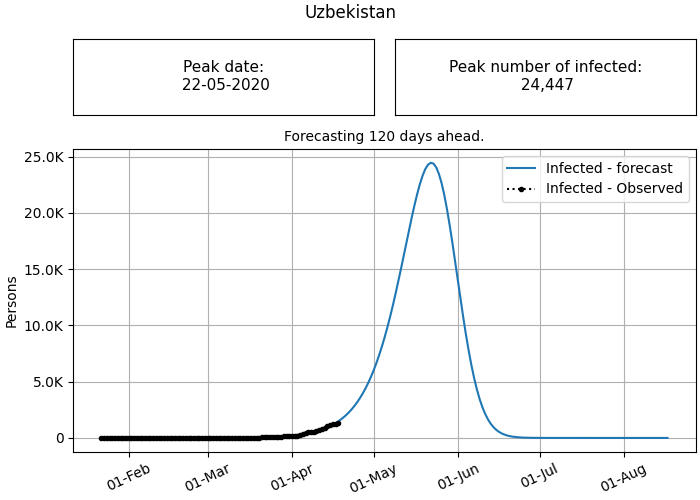 Uzbekistan
Peak date:
22-05-2020
Peak number of infected:
24,447
Forecasting 120 days ahead.
25.0K
20.0K
15.0K
10.0K
5.0K
0
Persons
Infected - forecast
Infected - Observed
01-Feb
01-Mar
01-Apr
01-May
01-Jun
01-Jul
01-Aug